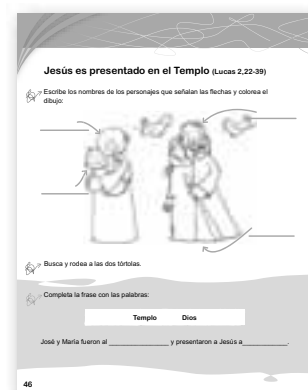 Jesús es presentado en el Templo (Lucas 2,22-39)
Escribe los nombres de los personajes que señalan las flechas y colorea el
dibujo:
Busca y rodea a las dos tórtolas.
Completa la frase con las palabras:
Templo Dios
José y María fueron al ________________ y presentaron a Jesús a____________.
46